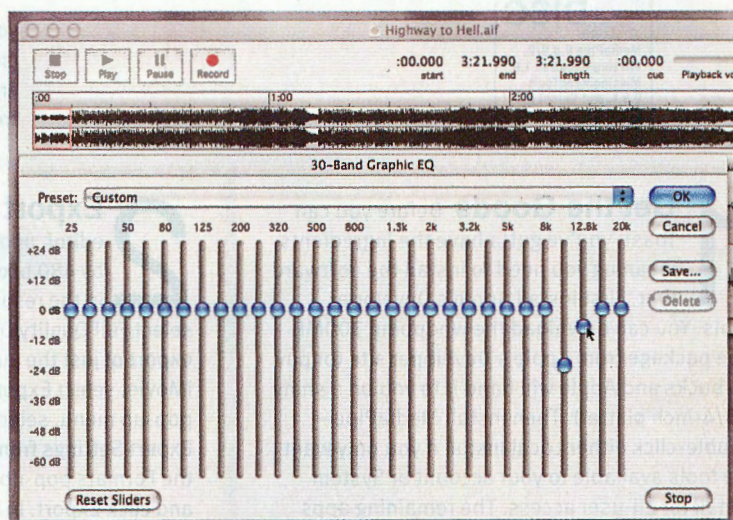 Highway to Hell.aif
Stop Play Pause Record
:00.000 3:21.990 3:21.990 :00.000
start end length cue Playback vo
:00 1:00 2:00
30-Band Graphic EQ
Preset: Custom
OK
Cancel
Save...
Delete
25 50 80 125 200 320 500 800 1.3k 2k 3.2k 5k 8k 12.8k 20k
+24 dB
+12 dB
0 dB
-12 dB
-24 dB
-36 dB
-48 dB
-60 dB
Reset Sliders
Stop